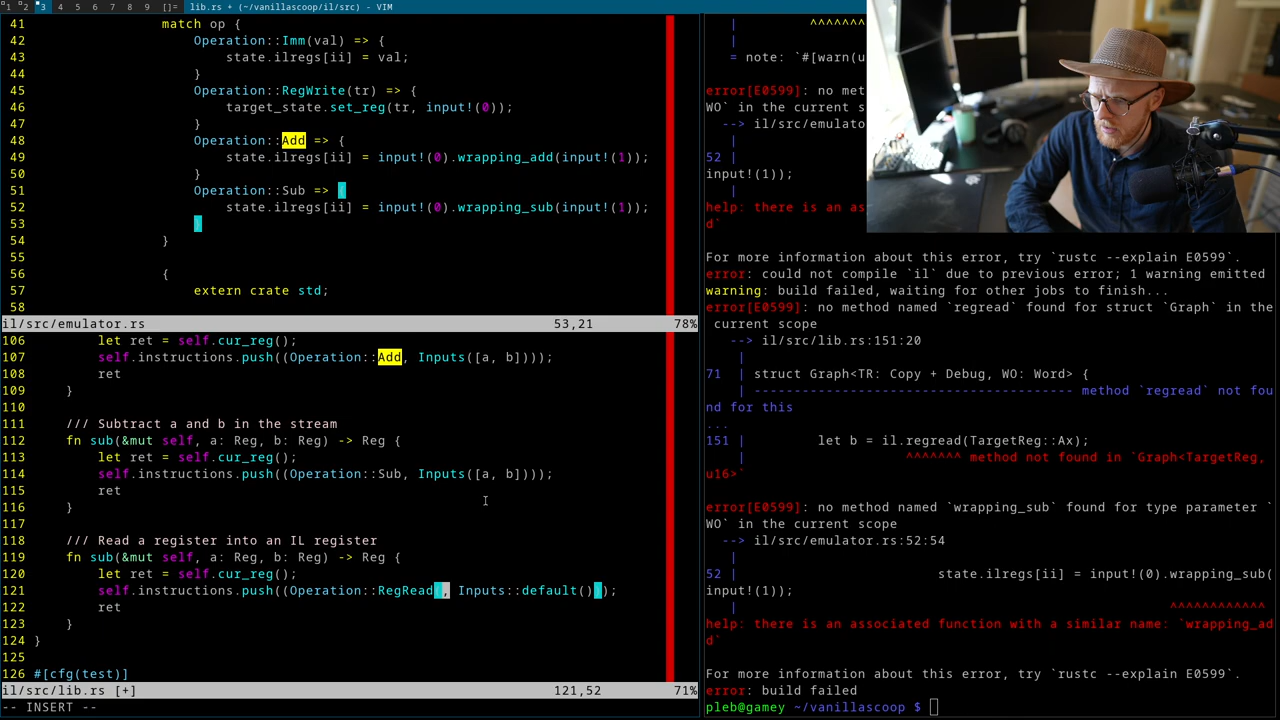 1 2 3 4 5 6 7 8 9 []= lib.rs + (~/vanillascoop/il/src) - VIM
41 match op {
42 Operation::Imm(val) => {
43 state.ilregs[ii] = val;
44 }
45 Operation::RegWrite(tr) => {
46 target_state.set_reg(tr, input!(0));
47 }
48 Operation::Add => {
49 state.ilregs[ii] = input!(0).wrapping_add(input!(1));
50 }
51 Operation::Sub => {
52 state.ilregs[ii] = input!(0).wrapping_sub(input!(1));
53 }
54 }
55
56 {
57 extern crate std;
58
il/src/emulator.rs 53,21 78%
106 let ret = self.cur_reg();
107 self.instructions.push((Operation::Add, Inputs([a, b])));
108 ret
109 }
110
111 /// Subtract a and b in the stream
112 fn sub(&mut self, a: Reg, b: Reg) -> Reg {
113 let ret = self.cur_reg();
114 self.instructions.push((Operation::Sub, Inputs([a, b])));
115 ret
116 }
117
118 /// Read a register into an IL register
119 fn sub(&mut self, a: Reg, b: Reg) -> Reg {
120 let ret = self.cur_reg();
121 self.instructions.push((Operation::RegRead(, Inputs::default()));
122 ret
123 }
124 }
125
126 #[cfg(test)]
il/src/lib.rs [+] 121,52 71%
-- INSERT --
| ^^^^^^^
|
= note: `#[warn(u
error[E0599]: no met
WO` in the current s
--> il/src/emulato
|
52 |
input!(1));
|
help: there is an as
d`
For more information about this error, try `rustc --explain E0599`.
error: could not compile `il` due to previous error; 1 warning emitted
warning: build failed, waiting for other jobs to finish...
error[E0599]: no method named `regread` found for struct `Graph` in the
current scope
--> il/src/lib.rs:151:20
|
71 | struct Graph<TR: Copy + Debug, WO: Word> {
| --------------------------------------- method `regread` not fou
nd for this
...
151 | let b = il.regread(TargetReg::Ax);
| ^^^^^^^ method not found in `Graph<TargetReg,
u16>`
error[E0599]: no method named `wrapping_sub` found for type parameter `
WO` in the current scope
--> il/src/emulator.rs:52:54
|
52 | state.ilregs[ii] = input!(0).wrapping_sub(
input!(1));
| ^^^^^^^^^^^^
help: there is an associated function with a similar name: `wrapping_ad
d`
For more information about this error, try `rustc --explain E0599`.
error: build failed
pleb@gamey ~/vanillascoop $